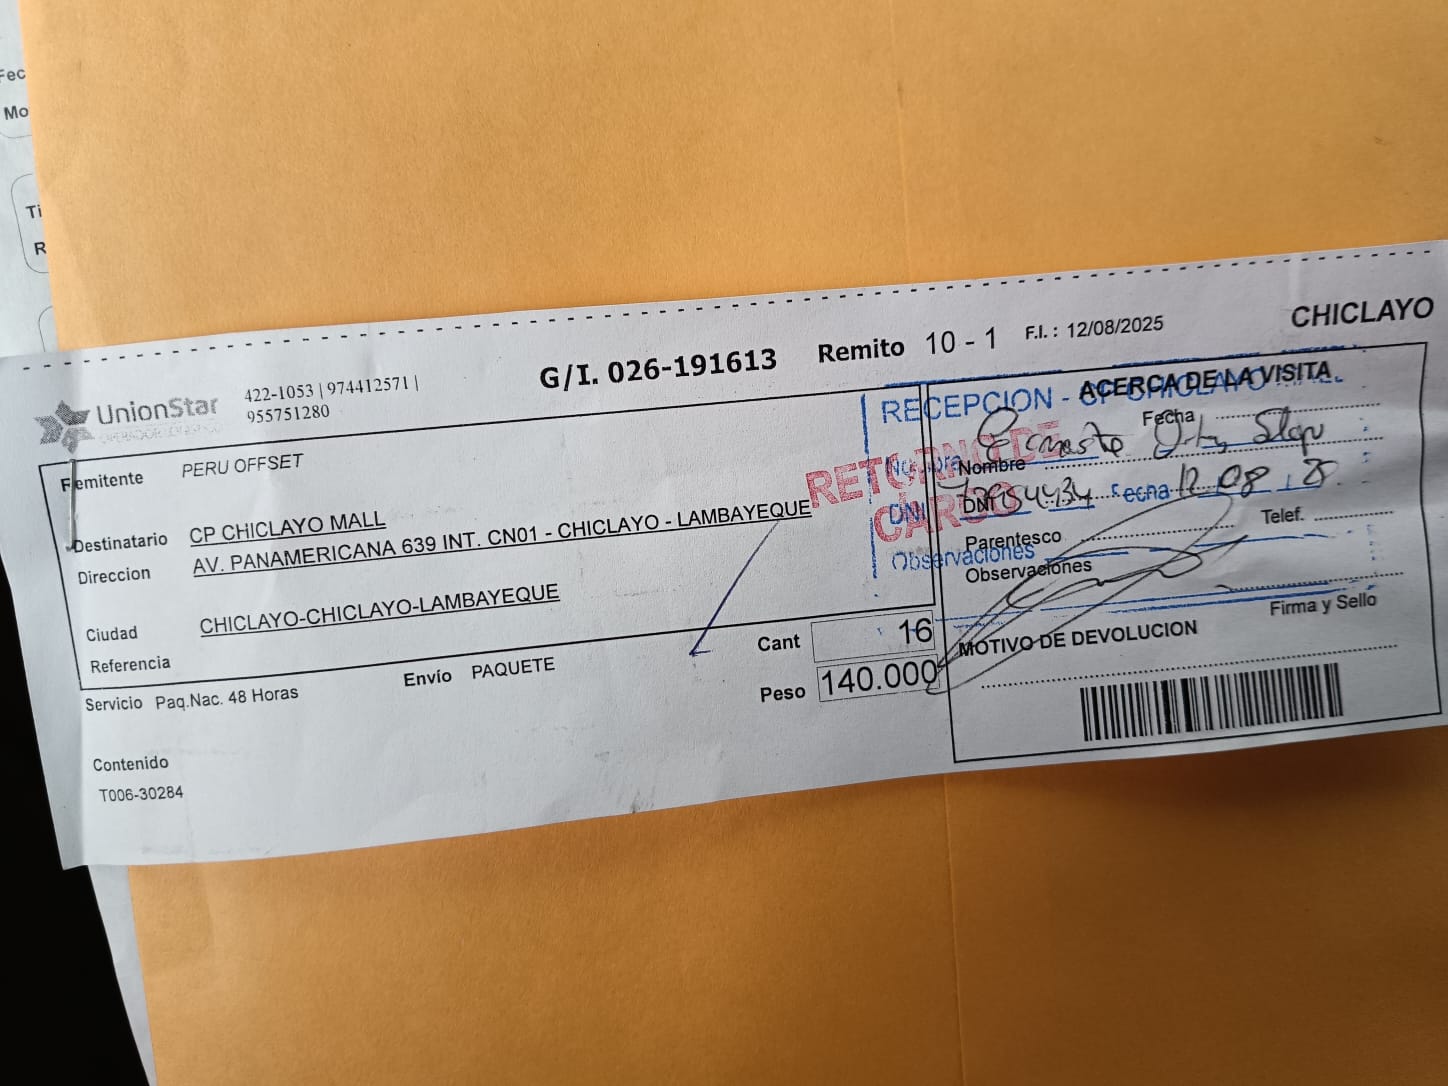 Fec
Mo
Ti
R
UnionStar
422-1053 | 974412571 |
955751280
G/I. 026-191613
Remito 10 - 1
F.I. : 12/08/2025
CHICLAYO
Remitente PERU OFFSET
Destinatario CP CHICLAYO MALL
Direccion AV. PANAMERICANA 639 INT. CN01 - CHICLAYO - LAMBAYEQUE
Ciudad CHICLAYO-CHICLAYO-LAMBAYEQUE
Referencia
Servicio Paq.Nac. 48 Horas
Envío PAQUETE
Cant 16
Peso 140.000
Contenido
T006-30284
RECEPCION - CP CHICLAYO
RETORNO DE
CARGO
ACERCA DE LA VISITA
Fecha
Nombre
DNI Fecha 12 08
Parentesco
Telef.
Observaciones
Observaciones
Firma y Sello
MOTIVO DE DEVOLUCION